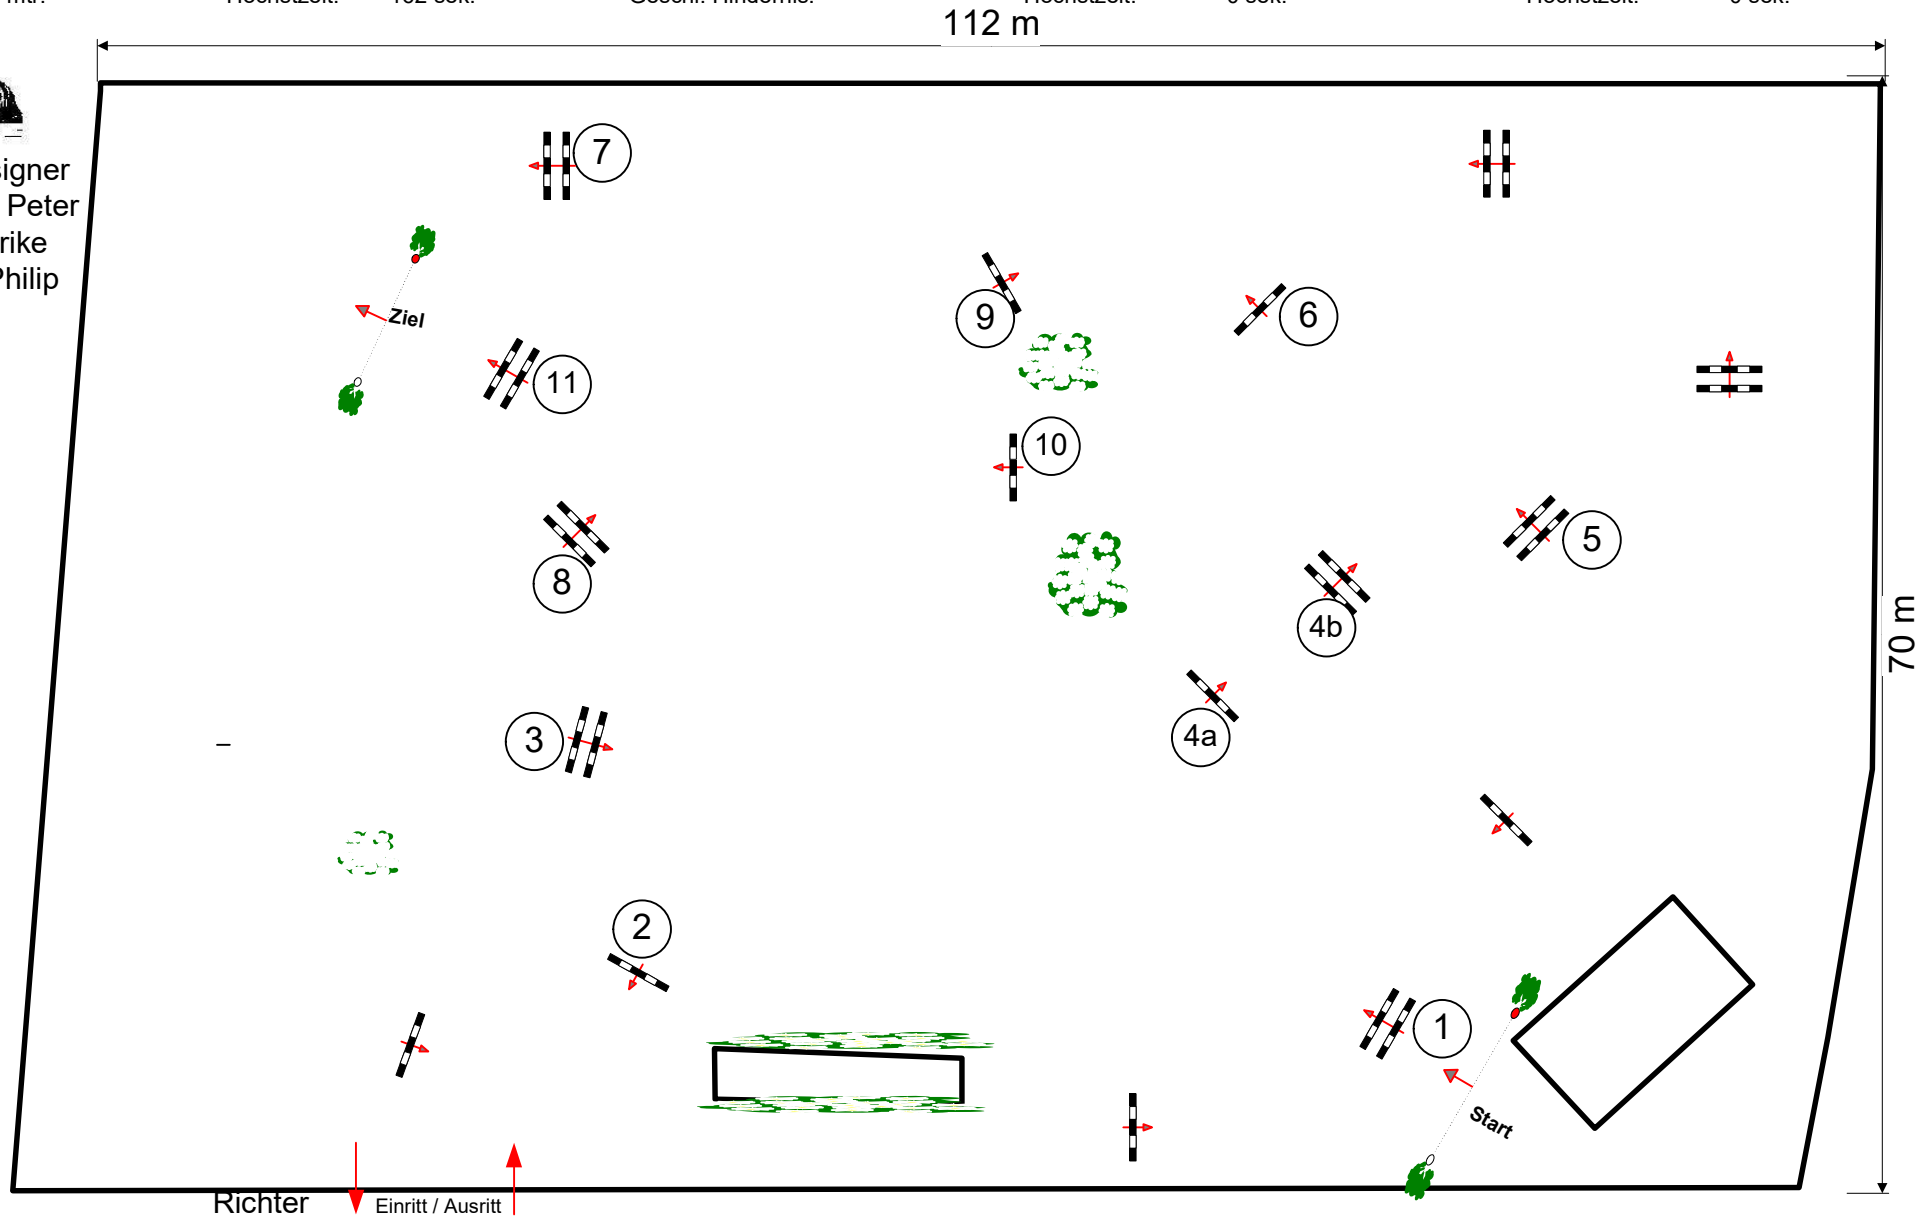 112 m
7
signer
Peter
rike
Philip
Ziel
9
6
11
10
5
8
4b
3
4a
70 m
2
1
Start
Richter
Einritt / Ausritt